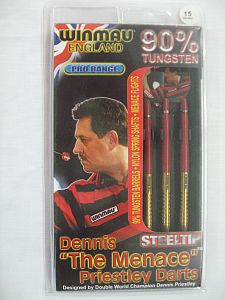 15
WINMAU
ENGLAND
90%
TUNGSTEN
PRO-RANGE
90% TUNGSTEN BARRELS • NYLON SPRING SHAFTS • MENACE FLIGHTS
WINMAU
Dennis
STEELTIP
"The Menace"
Priestley Darts
Designed by Double World Champion Dennis Priestley